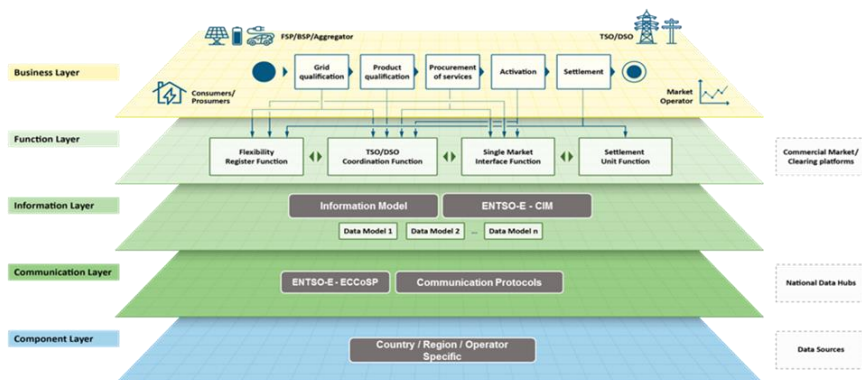 FSP/BSP/Aggregator
TSO/DSO
Business Layer
Grid
qualification
Product
qualification
Procurement
of services
Activation
Settlement
Consumers/
Prosumers
Market
Operator
Function Layer
Flexibility
Register Function
TSO/DSO
Coordination Function
Single Market
Interface Function
Settlement
Unit Function
Commercial Market/
Clearing platforms
Information Layer
Information Model
ENTSO-E - CIM
Data Model 1
Data Model 2
...
Data Model n
Communication Layer
ENTSO-E - ECCoSP
Communication Protocols
National Data Hubs
Component Layer
Country / Region / Operator
Specific
Data Sources